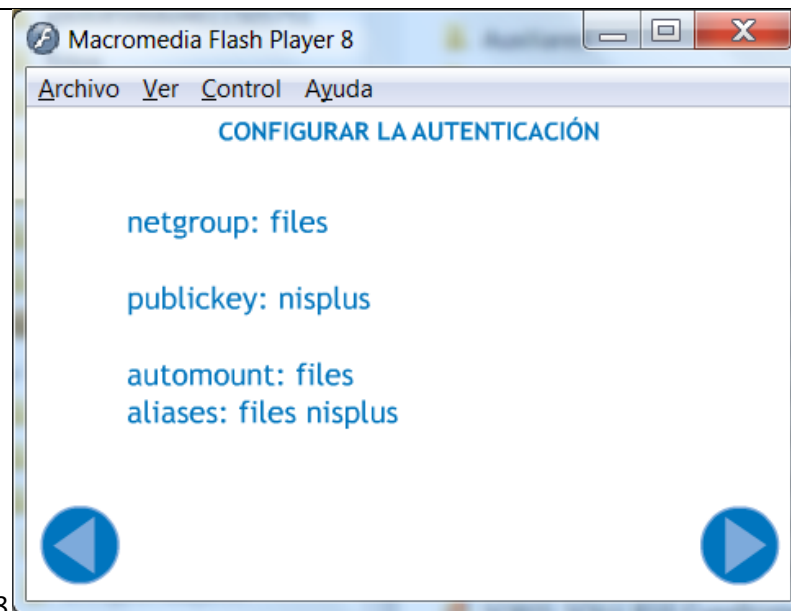 Macromedia Flash Player 8
Archivo Ver Control Ayuda
CONFIGURAR LA AUTENTICACIÓN
netgroup: files
publickey: nisplus
automount: files
aliases: files nisplus